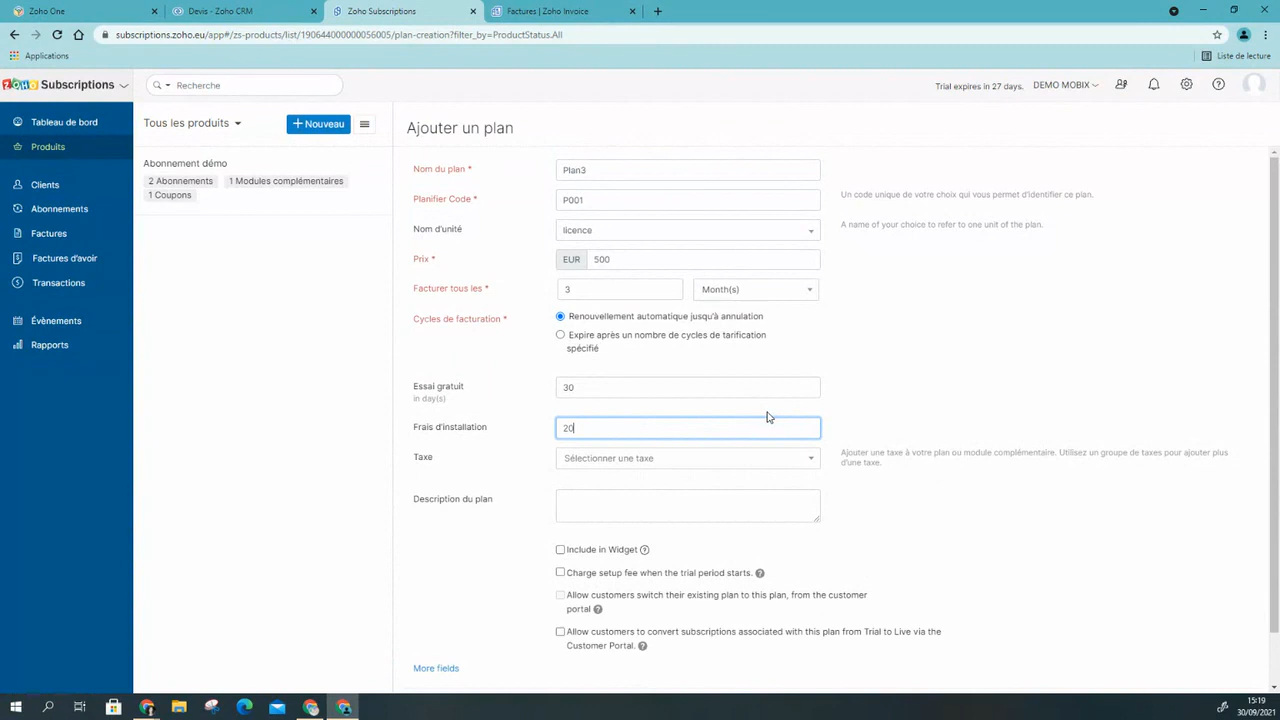 Zoho One
Devis - Zoho CRM
Zoho Subscriptions
Factures | Zoho Invoice
subscriptions.zoho.eu/app#/zs-products/list/190644000000056005/plan-creation?filter_by=ProductStatus.All
Applications
Liste de lecture
ZOHO Subscriptions
Recherche
Trial expires in 27 days.
DEMO MOBIX
Tableau de bord
Produits
Clients
Abonnements
Factures
Factures d'avoir
Transactions
Évènements
Rapports
Tous les produits
+ Nouveau
Abonnement démo
2 Abonnements
1 Modules complémentaires
1 Coupons
Ajouter un plan
Nom du plan *
Plan3
Planifier Code *
P001
Un code unique de votre choix qui vous permet d'identifier ce plan.
Nom d'unité
licence
A name of your choice to refer to one unit of the plan.
Prix *
EUR
500
Facturer tous les *
3
Month(s)
Cycles de facturation *
Renouvellement automatique jusqu'à annulation
Expire après un nombre de cycles de tarification
spécifié
Essai gratuit
in day(s)
30
Frais d'installation
20
Taxe
Sélectionner une taxe
Ajouter une taxe à votre plan ou module complémentaire. Utilisez un groupe de taxes pour ajouter plus
d'une taxe.
Description du plan
Include in Widget
Charge setup fee when the trial period starts.
Allow customers switch their existing plan to this plan, from the customer
portal
Allow customers to convert subscriptions associated with this plan from Trial to Live via the
Customer Portal.
More fields
15:19
30/09/2021